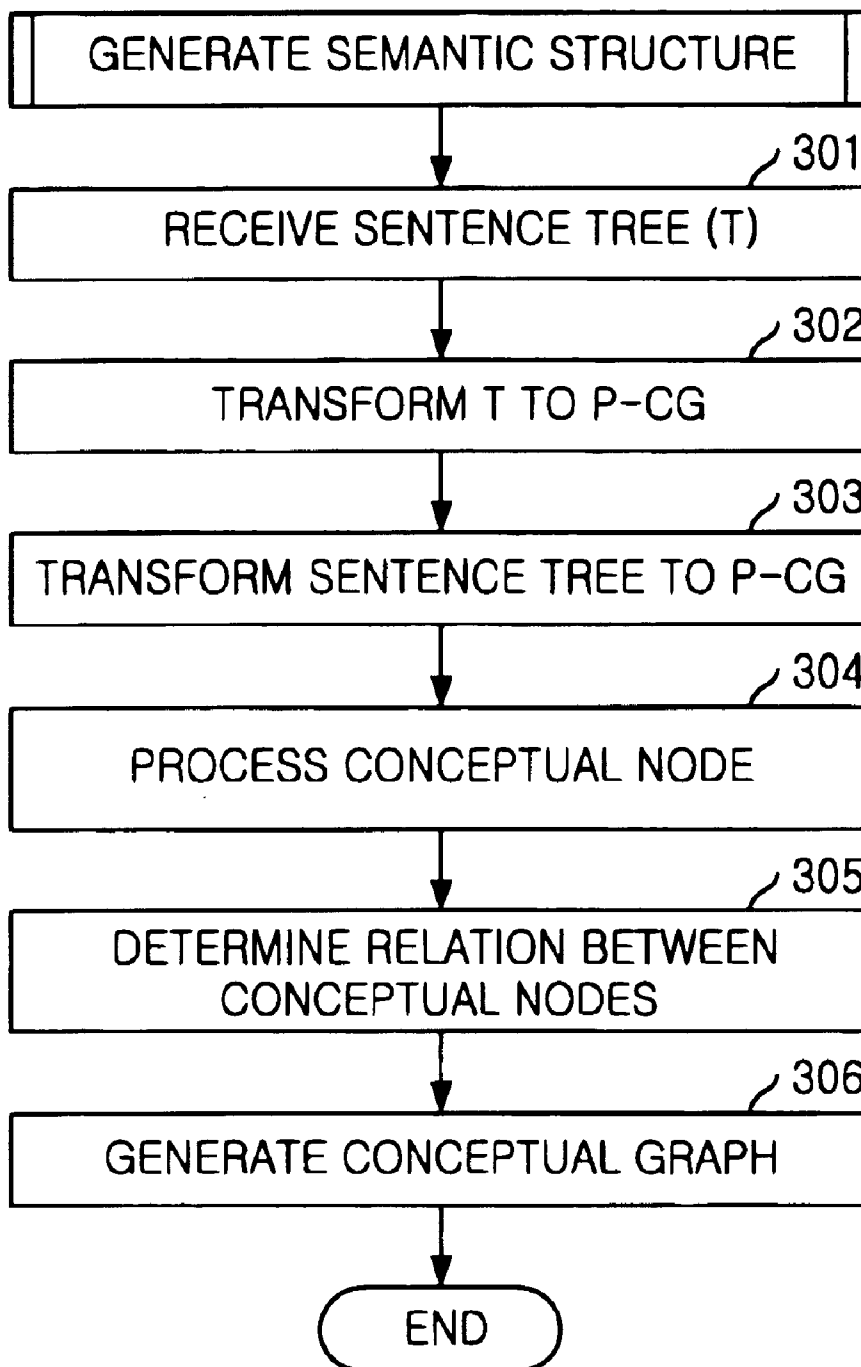 GENERATE SEMANTIC STRUCTURE
301
RECEIVE SENTENCE TREE (T)
302
TRANSFORM T TO P-CG
303
TRANSFORM SENTENCE TREE TO P-CG
304
PROCESS CONCEPTUAL NODE
305
DETERMINE RELATION BETWEEN
CONCEPTUAL NODES
306
GENERATE CONCEPTUAL GRAPH
END